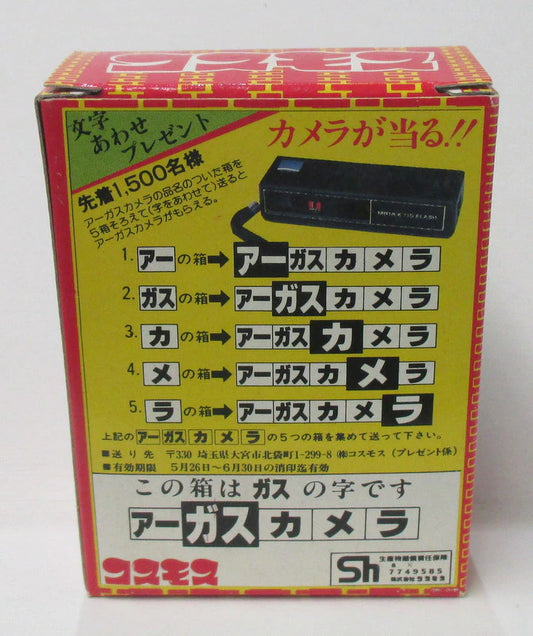 コスモス
文字
あわせ
プレゼント
カメラが当る!!
先着1,500名様
アーガスカメラの品名のついた箱を
5箱そろえて(字をあわせて)送ると
アーガスカメラがもらえる。
1. アーの箱➡アーガスカメラ
2. ガスの箱➡アーガスカメラ
3. カの箱➡アーガスカメラ
4. メの箱➡アーガスカメラ
5. ラの箱➡アーガスカメラ
上記のアーガスカメラの5つの箱を集めて送って下さい。
■送り先 〒330 埼玉県大宮市北袋町1-299-8 ㈱コスモス (プレゼント係)
■有効期限 5月26日〜6月30日の消印迄有効
この箱は ガス の字です
アーガスカメラ
コスモス
Sh
生産物賠償責任保険
7749585
株式会社コスモス